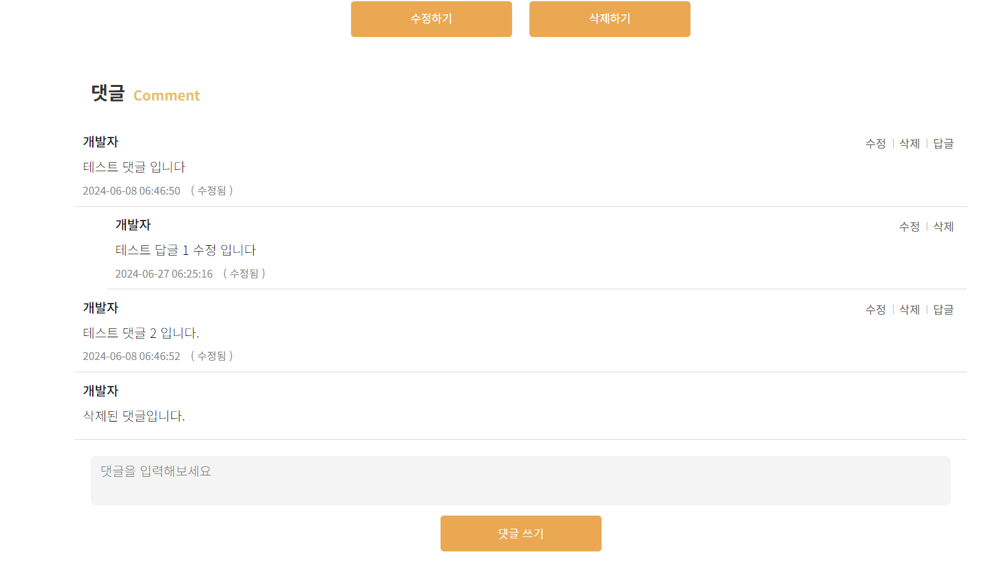 수정하기 삭제하기
댓글 Comment
개발자 수정 | 삭제 | 답글
테스트 댓글 입니다
2024-06-08 06:46:50 ( 수정됨 )
개발자 수정 | 삭제
테스트 답글 1 수정 입니다
2024-06-27 06:25:16 ( 수정됨 )
개발자 수정 | 삭제 | 답글
테스트 댓글 2 입니다.
2024-06-08 06:46:52 ( 수정됨 )
개발자
삭제된 댓글입니다.
댓글을 입력해보세요
댓글 쓰기